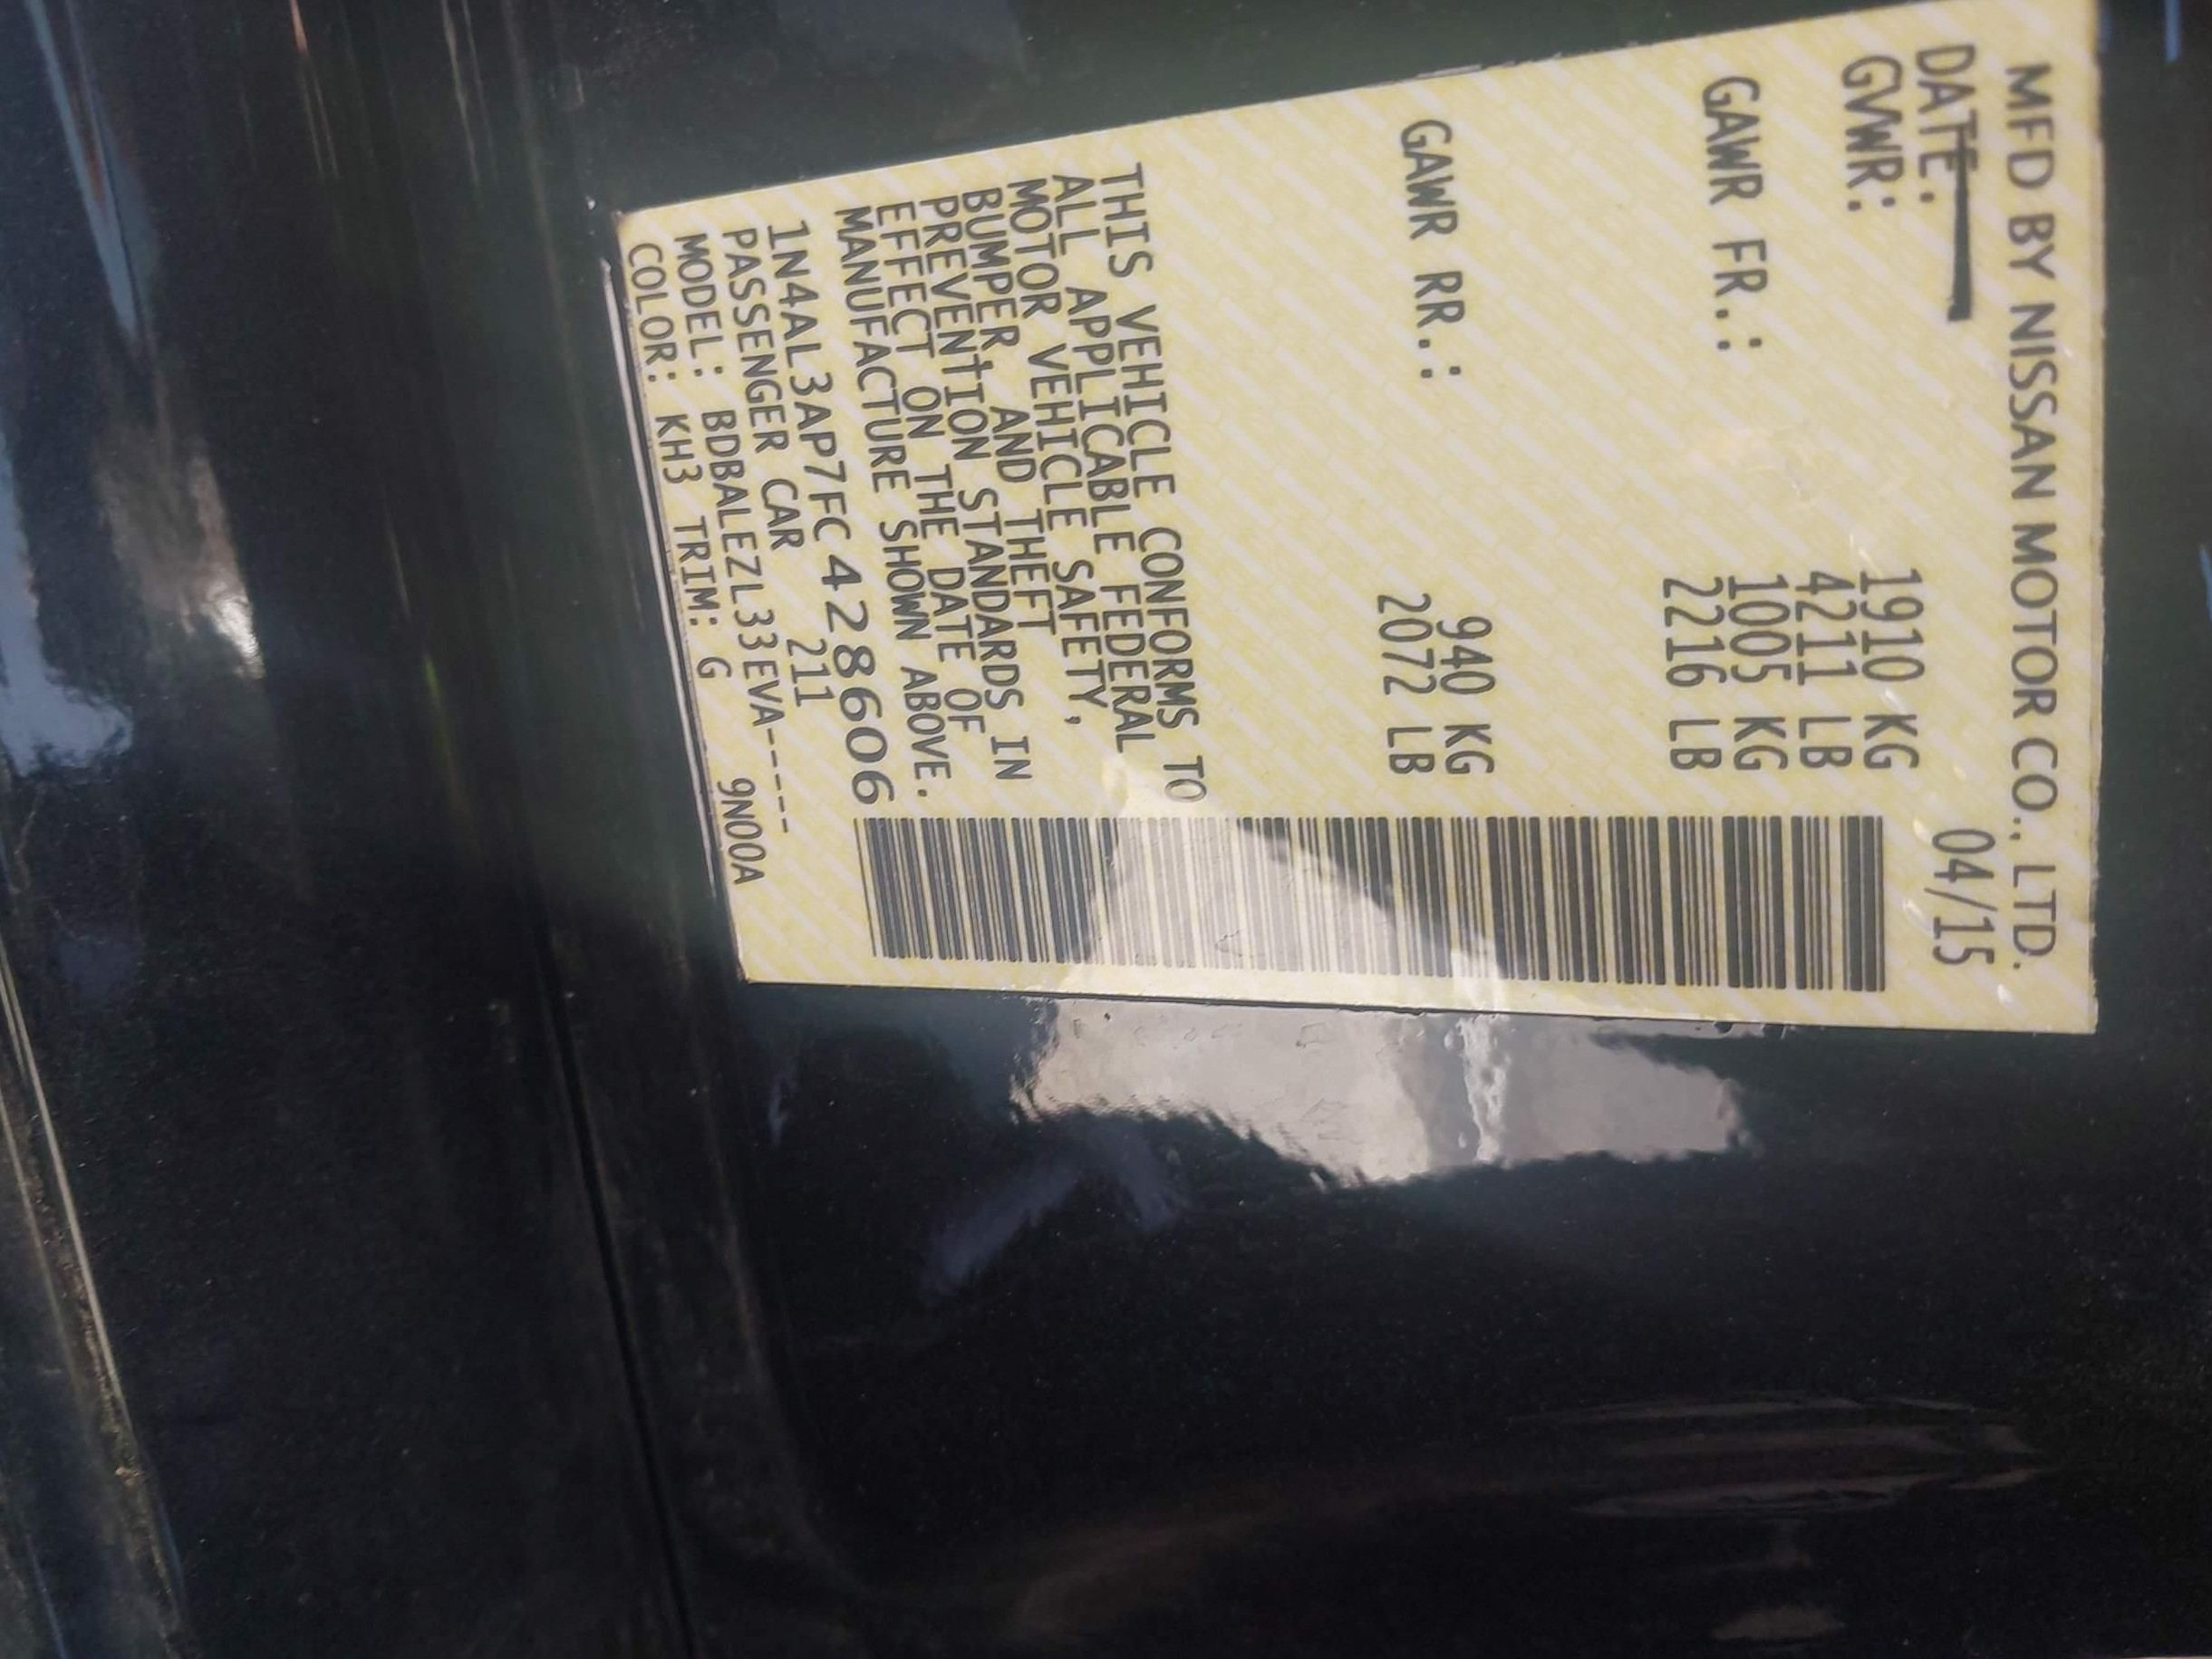 MFD BY NISSAN MOTOR CO., LTD.
DATE: 04/15
GVWR: 1910 KG
4211 LB
GAWR FR.: 1005 KG
2216 LB
GAWR RR.: 940 KG
2072 LB
THIS VEHICLE CONFORMS TO
ALL APPLICABLE FEDERAL
MOTOR VEHICLE SAFETY,
BUMPER, AND THEFT
PREVENTION STANDARDS IN
EFFECT ON THE DATE OF
MANUFACTURE SHOWN ABOVE.
1N4AL3AP7FC428606
PASSENGER CAR 211
MODEL: BDBALEZL33EVA-----
COLOR: KH3 TRIM: G 9N00A